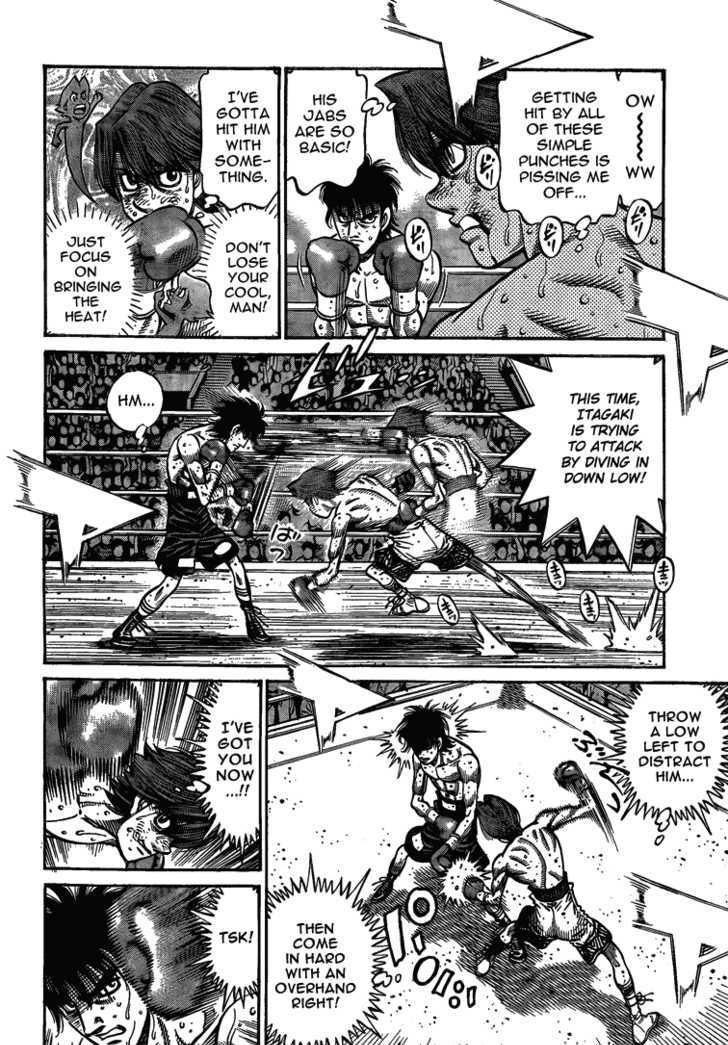 OW
WW
GETTING
HIT BY ALL
OF THESE
SIMPLE
PUNCHES IS
PISSING ME
OFF...
HIS
JABS
ARE SO
BASIC!
I'VE
GOTTA
HIT HIM
WITH
SOME-
THING.
DON'T
LOSE
YOUR
COOL,
MAN!
JUST
FOCUS
ON
BRINGING
THE
HEAT!
THIS TIME,
ITAGAKI
IS TRYING
TO ATTACK
BY DIVING IN
DOWN LOW!
HM...
THROW
A LOW
LEFT TO
DISTRACT
HIM...
THEN
COME
IN HARD
WITH AN
OVERHAND
RIGHT!
I'VE
GOT
YOU
NOW
...!!
TSK!